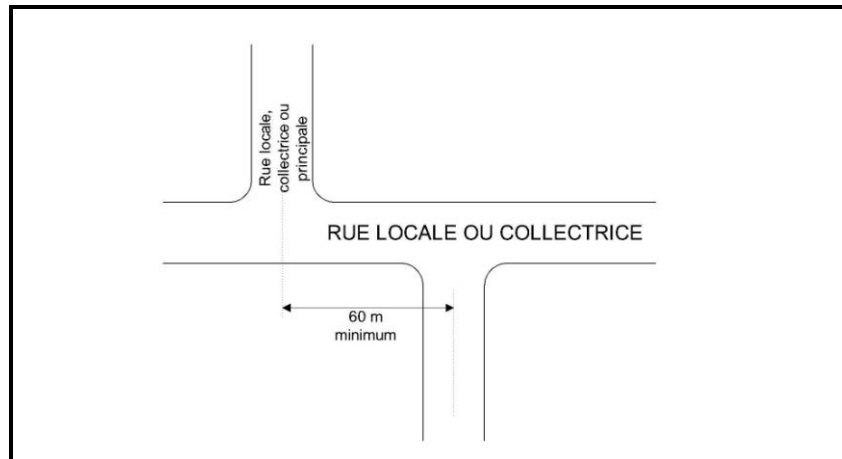 Rue locale,
collectrice ou
principale
RUE LOCALE OU COLLECTRICE
60 m
minimum